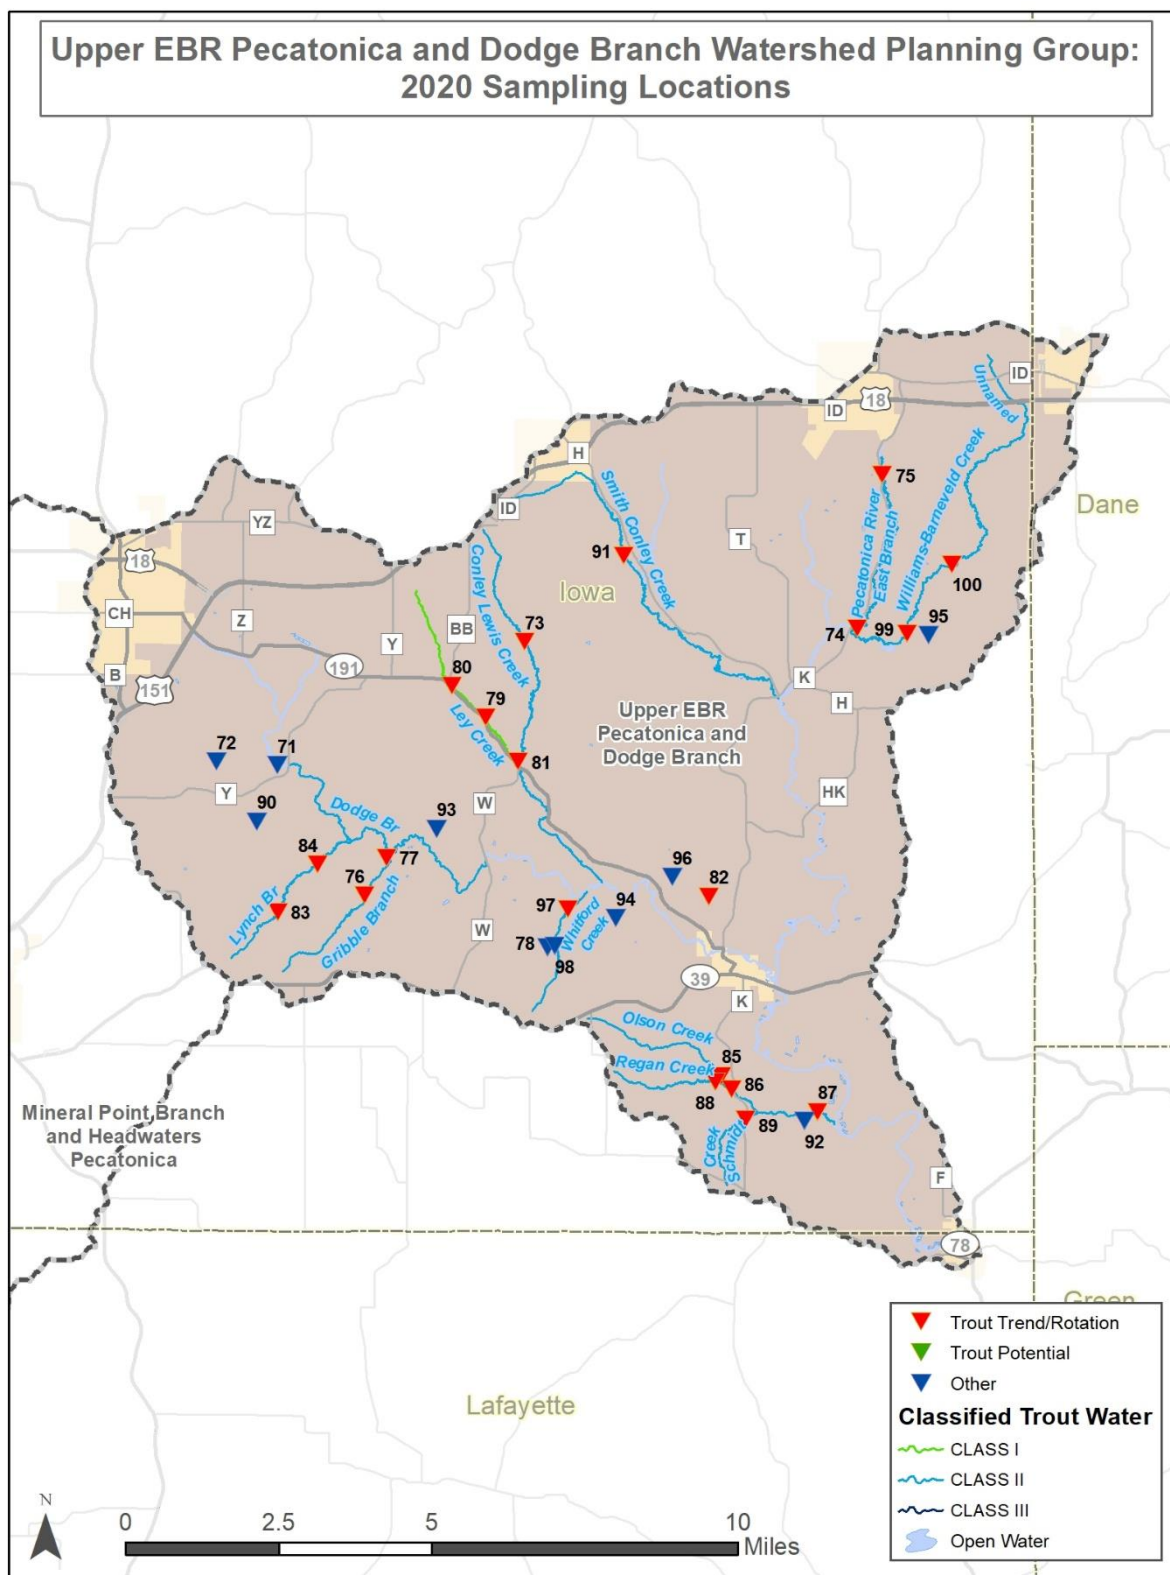 Upper EBR Pecatonica and Dodge Branch Watershed Planning Group:
2020 Sampling Locations
Unnamed
ID
ID
18
H
75
Smith Conley Creek
Pecatonica River
East Branch
Williams-Barneveld Creek
Dane
ID
YZ
T
18
91
Conley Lewis Creek
Iowa
100
CH
Z
Y
BB
73
74
99
95
191
B
151
80
K
79
H
Ley Creek
Upper EBR
Pecatonica and
Dodge Branch
72
71
81
Y
W
HK
90
Dodge Br
93
84
77
96
82
76
Lynch Br
83
Gribble Branch
97
94
Whitford
Creek
W
78
98
39
K
Olson Creek
85
Regan Creek
86
88
87
89
92
Creek
Schmidt
Mineral Point Branch
and Headwaters
Pecatonica
F
78
Green
Lafayette
Trout Trend/Rotation
Trout Potential
Other
Classified Trout Water
CLASS I
CLASS II
CLASS III
Open Water
N
0
2.5
5
10
Miles